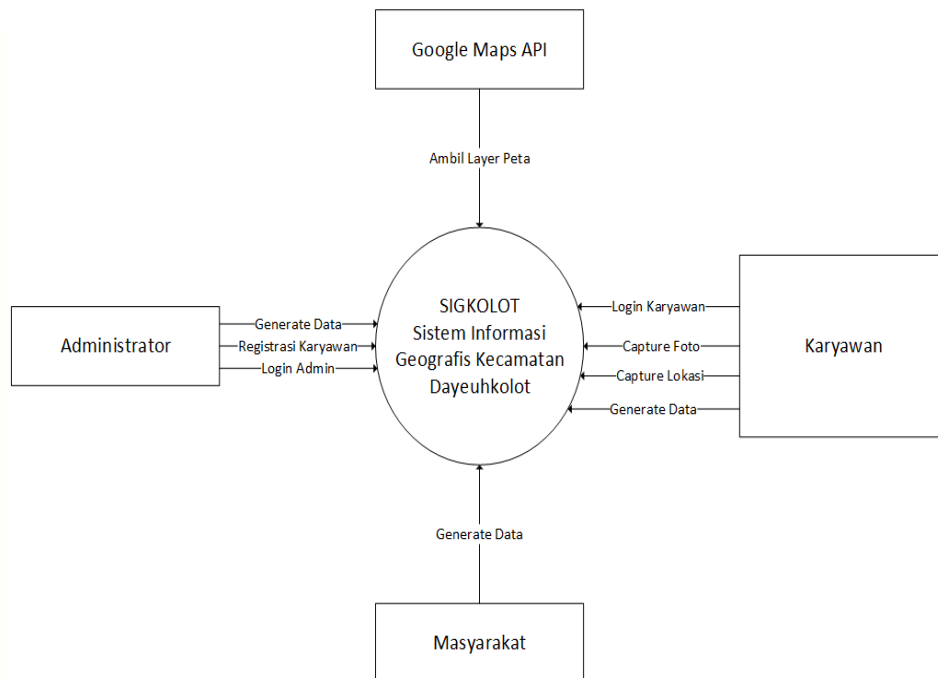 Google Maps API
Ambil Layer Peta
SIGKOLOT
Sistem Informasi
Geografis Kecamatan
Dayeuhkolot
Administrator
Generate Data
Registrasi Karyawan
Login Admin
Login Karyawan
Capture Foto
Capture Lokasi
Generate Data
Karyawan
Generate Data
Masyarakat